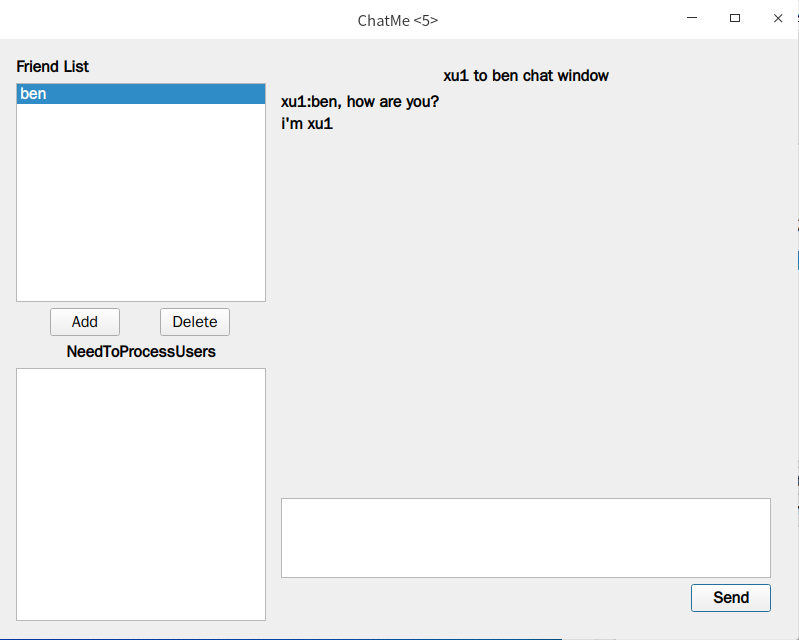 ChatMe <5>
Friend List
ben
Add
Delete
NeedToProcessUsers
xu1 to ben chat window
xu1:ben, how are you?
i'm xu1
Send